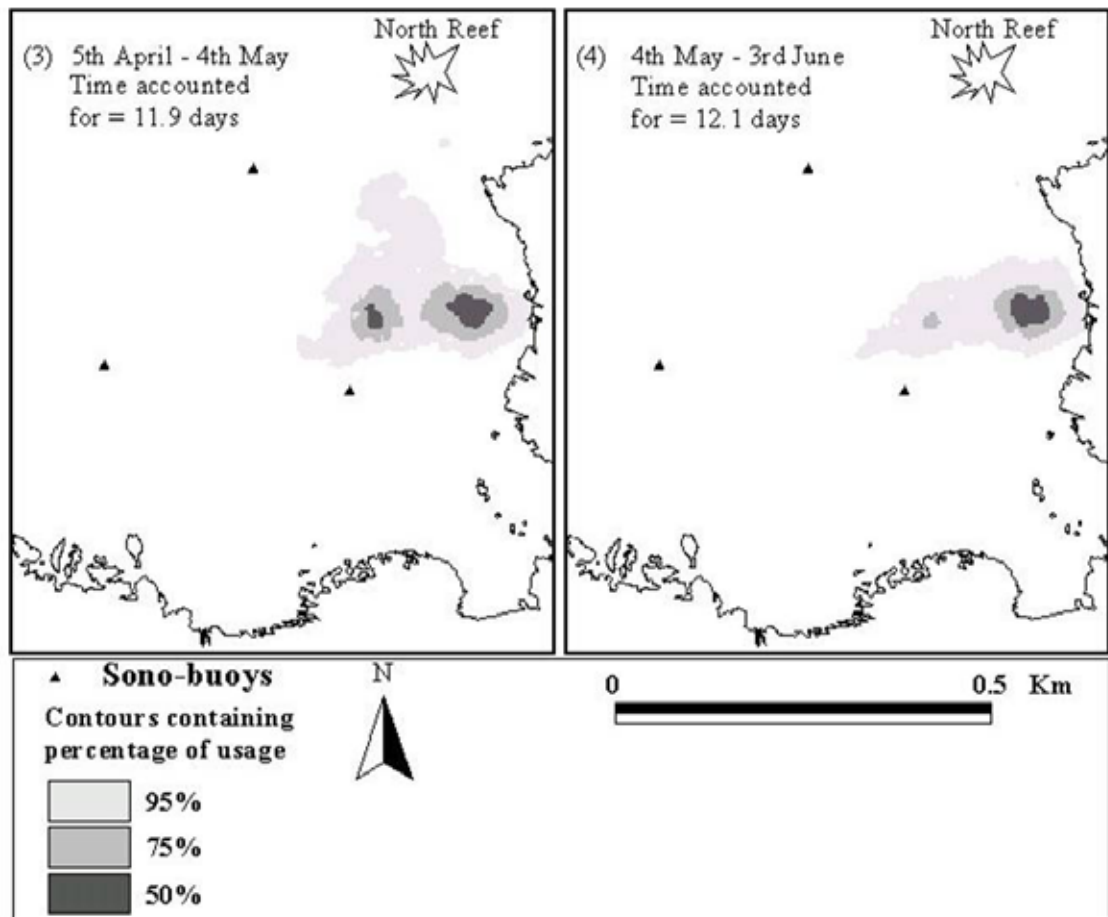 North Reef
(3) 5th April - 4th May
Time accounted
for = 11.9 days
North Reef
(4) 4th May - 3rd June
Time accounted
for = 12.1 days
Sono-buoys
Contours containing
percentage of usage
95%
75%
50%
N
0 0.5 Km